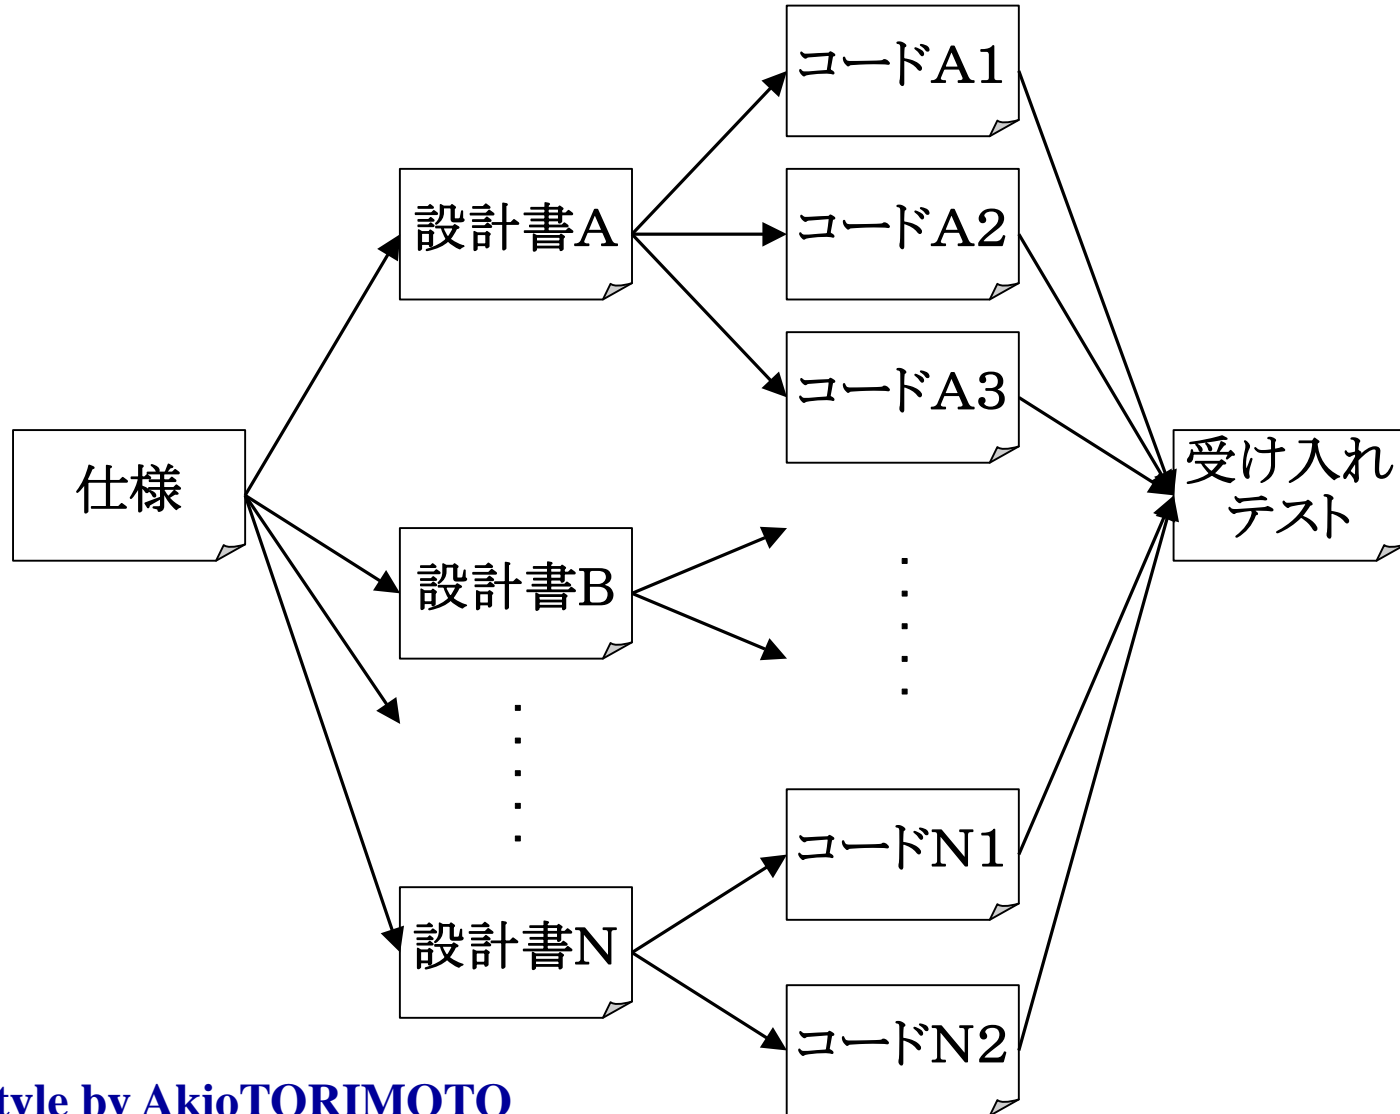 コードA1
設計書A
コードA2
コードA3
仕様
受け入れ
テスト
設計書B
コードN1
設計書N
コードN2
tyle by AkioTORIMOTO